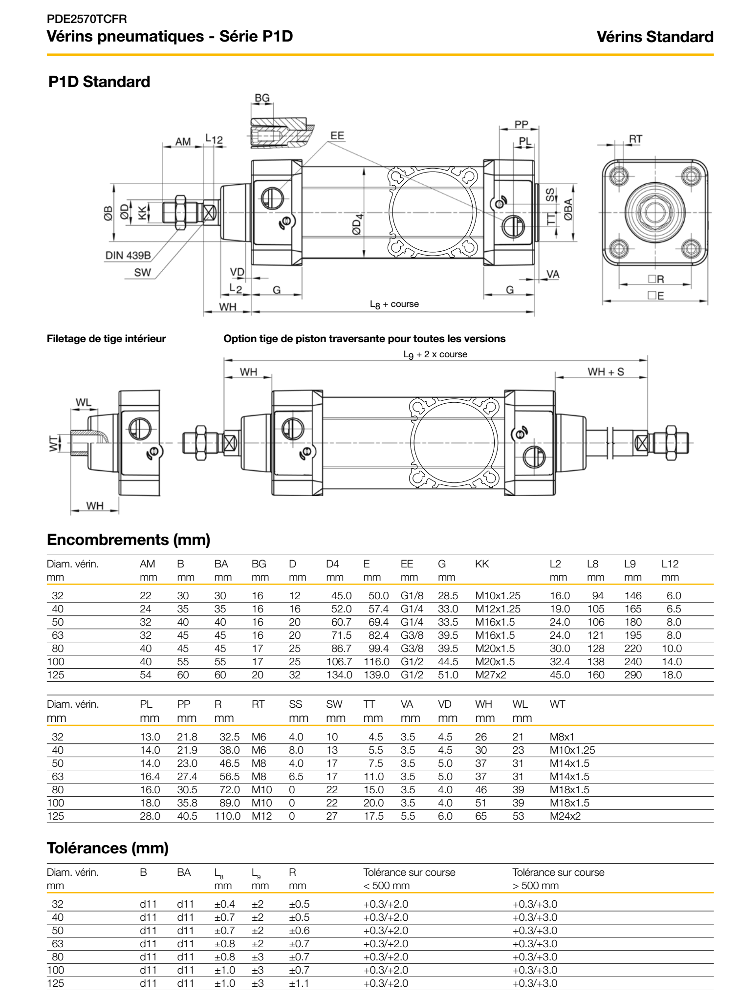 PDE2570TCFR
Vérins pneumatiques - Série P1D
Vérins Standard
P1D Standard
BG
AM
L12
EE
PP
PL
RT
ØB
ØD
KK
ØD4
SS
TT
ØBA
DIN 439B
SW
VD
L2
G
WH
L8 + course
G
VA
□R
□E
Filetage de tige intérieur
Option tige de piston traversante pour toutes les versions
L9 + 2 x course
WH
WH + S
WL
WT
WH
Encombrements (mm)
Diam. vérin. AM B BA BG D D4 E EE G KK L2 L8 L9 L12
mm mm mm mm mm mm mm mm mm mm mm mm mm mm
32 22 30 30 16 12 45.0 50.0 G1/8 28.5 M10x1.25 16.0 94 146 6.0
40 24 35 35 16 16 52.0 57.4 G1/4 33.0 M12x1.25 19.0 105 165 6.5
50 32 40 40 16 20 60.7 69.4 G1/4 33.5 M16x1.5 24.0 106 180 8.0
63 32 45 45 16 20 71.5 82.4 G3/8 39.5 M16x1.5 24.0 121 195 8.0
80 40 45 45 17 25 86.7 99.4 G3/8 39.5 M20x1.5 30.0 128 220 10.0
100 40 55 55 17 25 106.7 116.0 G1/2 44.5 M20x1.5 32.4 138 240 14.0
125 54 60 60 20 32 134.0 139.0 G1/2 51.0 M27x2 45.0 160 290 18.0
Diam. vérin. PL PP R RT SS SW TT VA VD WH WL WT
mm mm mm mm mm mm mm mm mm mm mm
32 13.0 21.8 32.5 M6 4.0 10 4.5 3.5 4.5 26 21 M8x1
40 14.0 21.9 38.0 M6 8.0 13 5.5 3.5 4.5 30 23 M10x1.25
50 14.0 23.0 46.5 M8 4.0 17 7.5 3.5 5.0 37 31 M14x1.5
63 16.4 27.4 56.5 M8 6.5 17 11.0 3.5 5.0 37 31 M14x1.5
80 16.0 30.5 72.0 M10 0 22 15.0 3.5 4.0 46 39 M18x1.5
100 18.0 35.8 89.0 M10 0 22 20.0 3.5 4.0 51 39 M18x1.5
125 28.0 40.5 110.0 M12 0 27 17.5 5.5 6.0 65 53 M24x2
Tolérances (mm)
Diam. vérin. B BA L8 L9 R Tolérance sur course Tolérance sur course
mm mm mm mm < 500 mm > 500 mm
32 d11 d11 ±0.4 ±2 ±0.5 +0.3/+2.0 +0.3/+3.0
40 d11 d11 ±0.7 ±2 ±0.5 +0.3/+2.0 +0.3/+3.0
50 d11 d11 ±0.7 ±2 ±0.6 +0.3/+2.0 +0.3/+3.0
63 d11 d11 ±0.8 ±2 ±0.7 +0.3/+2.0 +0.3/+3.0
80 d11 d11 ±0.8 ±3 ±0.7 +0.3/+2.0 +0.3/+3.0
100 d11 d11 ±1.0 ±3 ±0.7 +0.3/+2.0 +0.3/+3.0
125 d11 d11 ±1.0 ±3 ±1.1 +0.3/+2.0 +0.3/+3.0